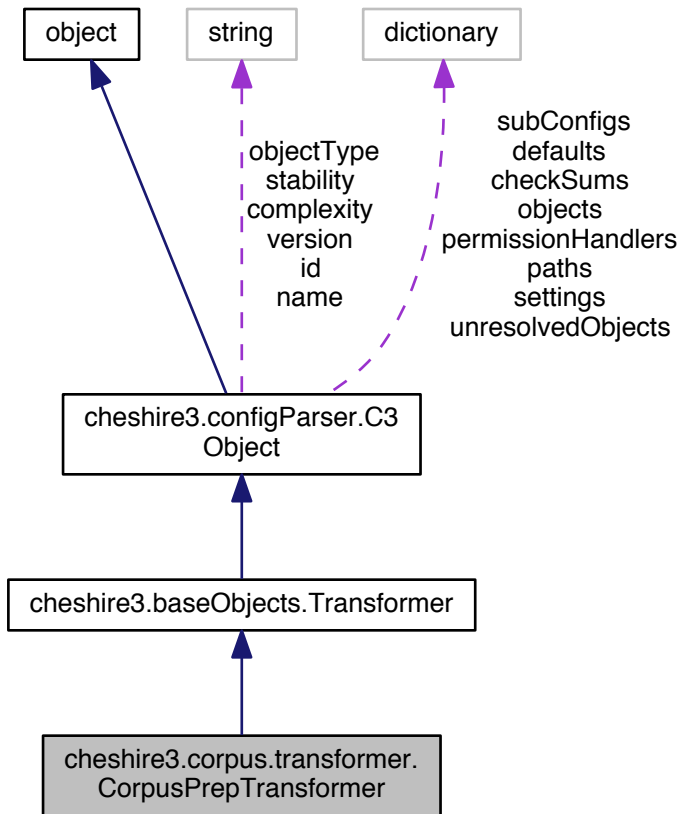 object
string
dictionary
objectType
stability
complexity
version
id
name
subConfigs
defaults
checkSums
objects
permissionHandlers
paths
settings
unresolvedObjects
cheshire3.configParser.C3
Object
cheshire3.baseObjects.Transformer
cheshire3.corpus.transformer.
CorpusPrepTransformer